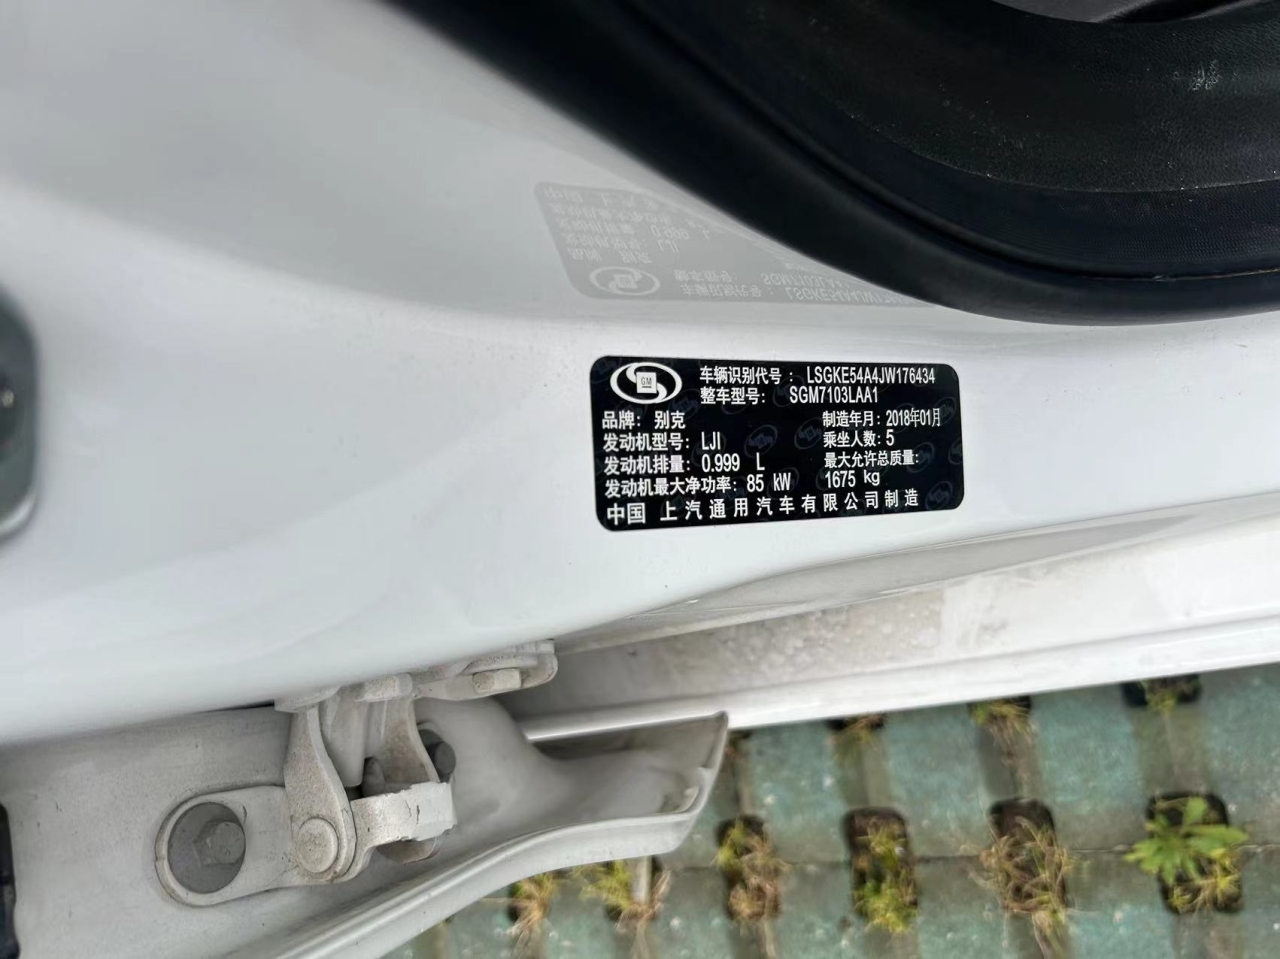 GM
车辆识别代号： LSGKE54A4JW176434
整车型号： SGM7103LAA1
品牌： 别克 制造年月：2018年01月
发动机型号： LJI 乘坐人数：5
发动机排量：0.999 L 最大允许总质量：
发动机最大净功率：85 kW 1675 kg
中国 上汽通用汽车有限公司制造